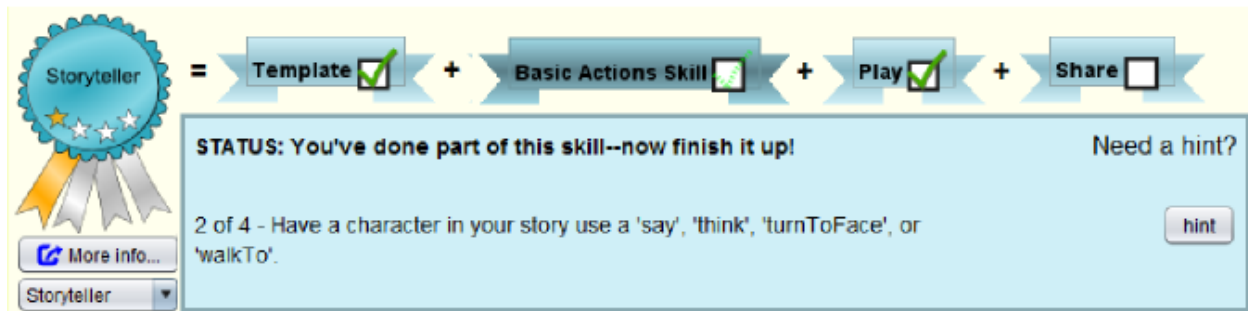 Storyteller
= Template + Basic Actions Skill + Play + Share
STATUS: You've done part of this skill--now finish it up!
Need a hint?
2 of 4 - Have a character in your story use a 'say', 'think', 'turnToFace', or
'walkTo'.
hint
More info...
Storyteller